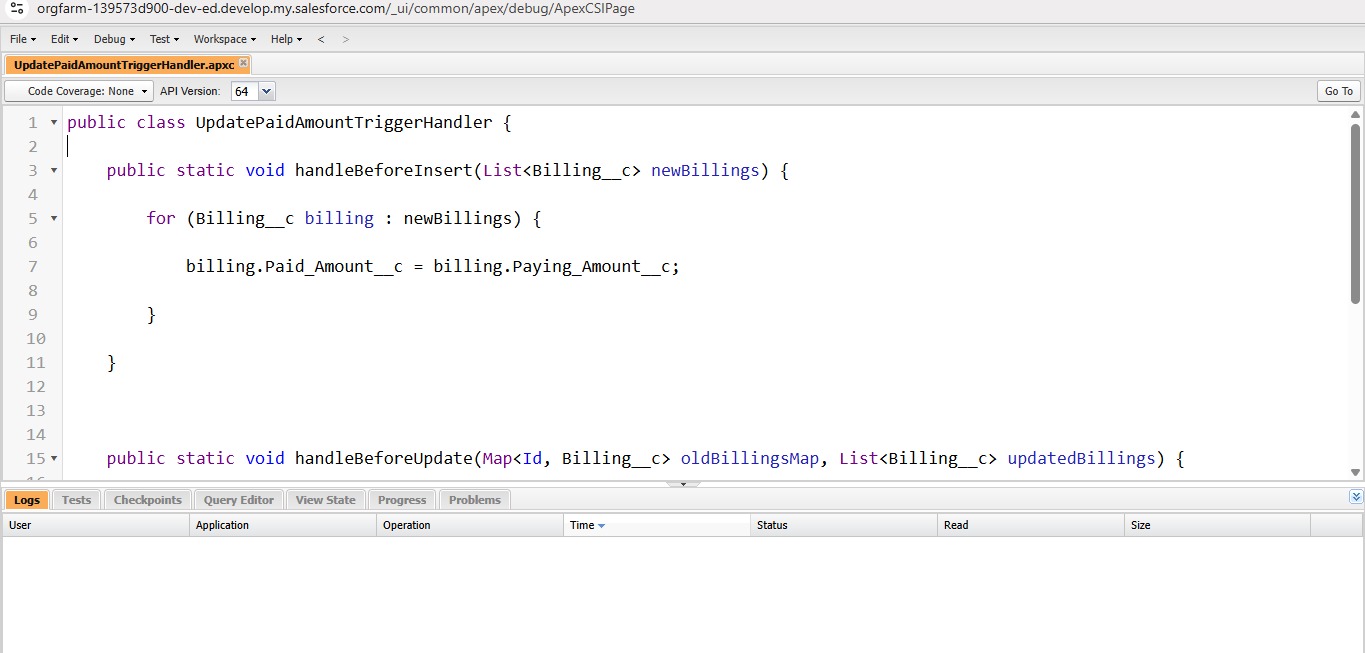 orgfarm-139573d900-dev-ed.develop.my.salesforce.com/_ui/common/apex/debug/ApexCSIPage
File Edit Debug Test Workspace Help < >
UpdatePaidAmountTriggerHandler.apxc
Code Coverage: None API Version: 64 Go To
1 public class UpdatePaidAmountTriggerHandler {
2
3 public static void handleBeforeInsert(List<Billing__c> newBillings) {
4
5 for (Billing__c billing : newBillings) {
6
7 billing.Paid_Amount__c = billing.Paying_Amount__c;
8
9 }
10
11 }
12
13
14
15 public static void handleBeforeUpdate(Map<Id, Billing__c> oldBillingsMap, List<Billing__c> updatedBillings) {
Logs Tests Checkpoints Query Editor View State Progress Problems
User Application Operation Time Status Read Size